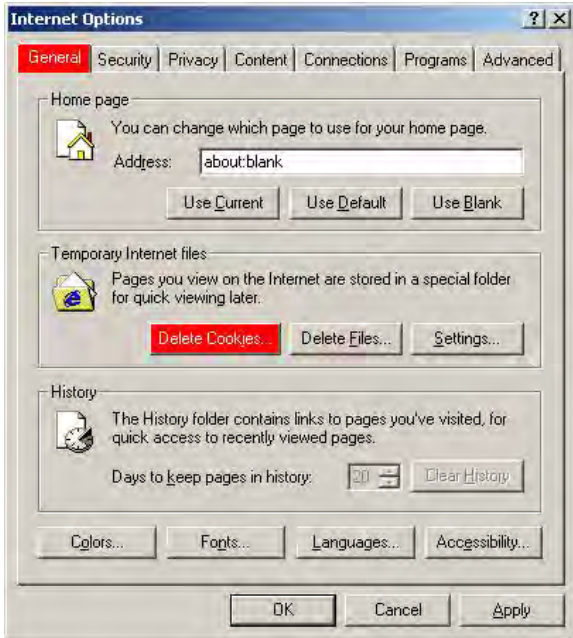 Internet Options
General Security Privacy Content Connections Programs Advanced
Home page
You can change which page to use for your home page.
Address: about:blank
Use Current Use Default Use Blank
Temporary Internet files
Pages you view on the Internet are stored in a special folder
for quick viewing later.
Delete Cookies... Delete Files... Settings...
History
The History folder contains links to pages you've visited, for
quick access to recently viewed pages.
Days to keep pages in history: 20 Clear History
Colors... Fonts... Languages... Accessibility...
OK Cancel Apply